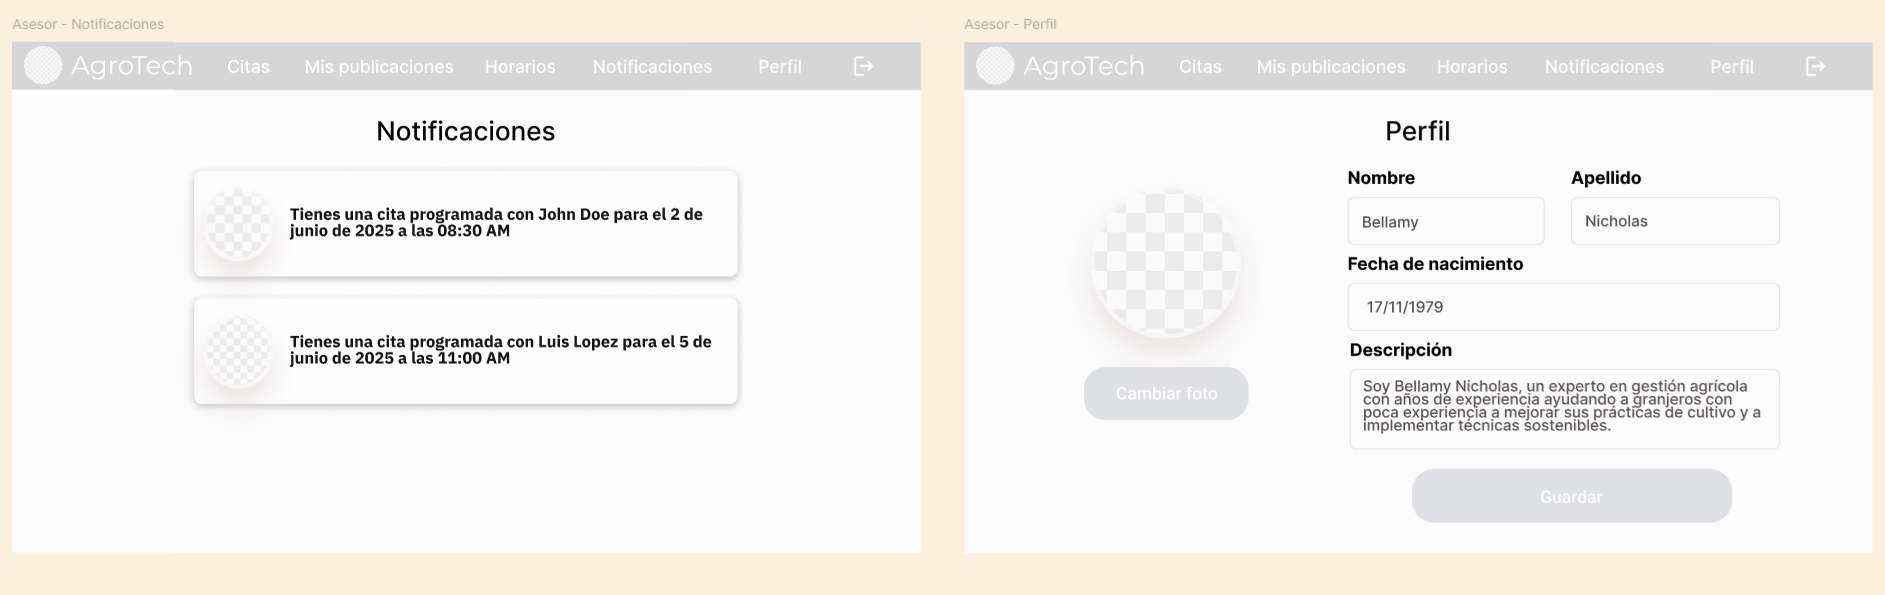 Asesor - Notificaciones
AgroTech Citas Mis publicaciones Horarios Notificaciones Perfil
Notificaciones
Tienes una cita programada con John Doe para el 2 de
junio de 2025 a las 08:30 AM
Tienes una cita programada con Luis Lopez para el 5 de
junio de 2025 a las 11:00 AM
Asesor - Perfil
AgroTech Citas Mis publicaciones Horarios Notificaciones Perfil
Perfil
Cambiar foto
Nombre Apellido
Bellamy Nicholas
Fecha de nacimiento
17/11/1979
Descripción
Soy Bellamy Nicholas, un experto en gestión agrícola
con años de experiencia ayudando a granjeros con
poca experiencia a mejorar sus prácticas de cultivo y a
implementar técnicas sostenibles.
Guardar